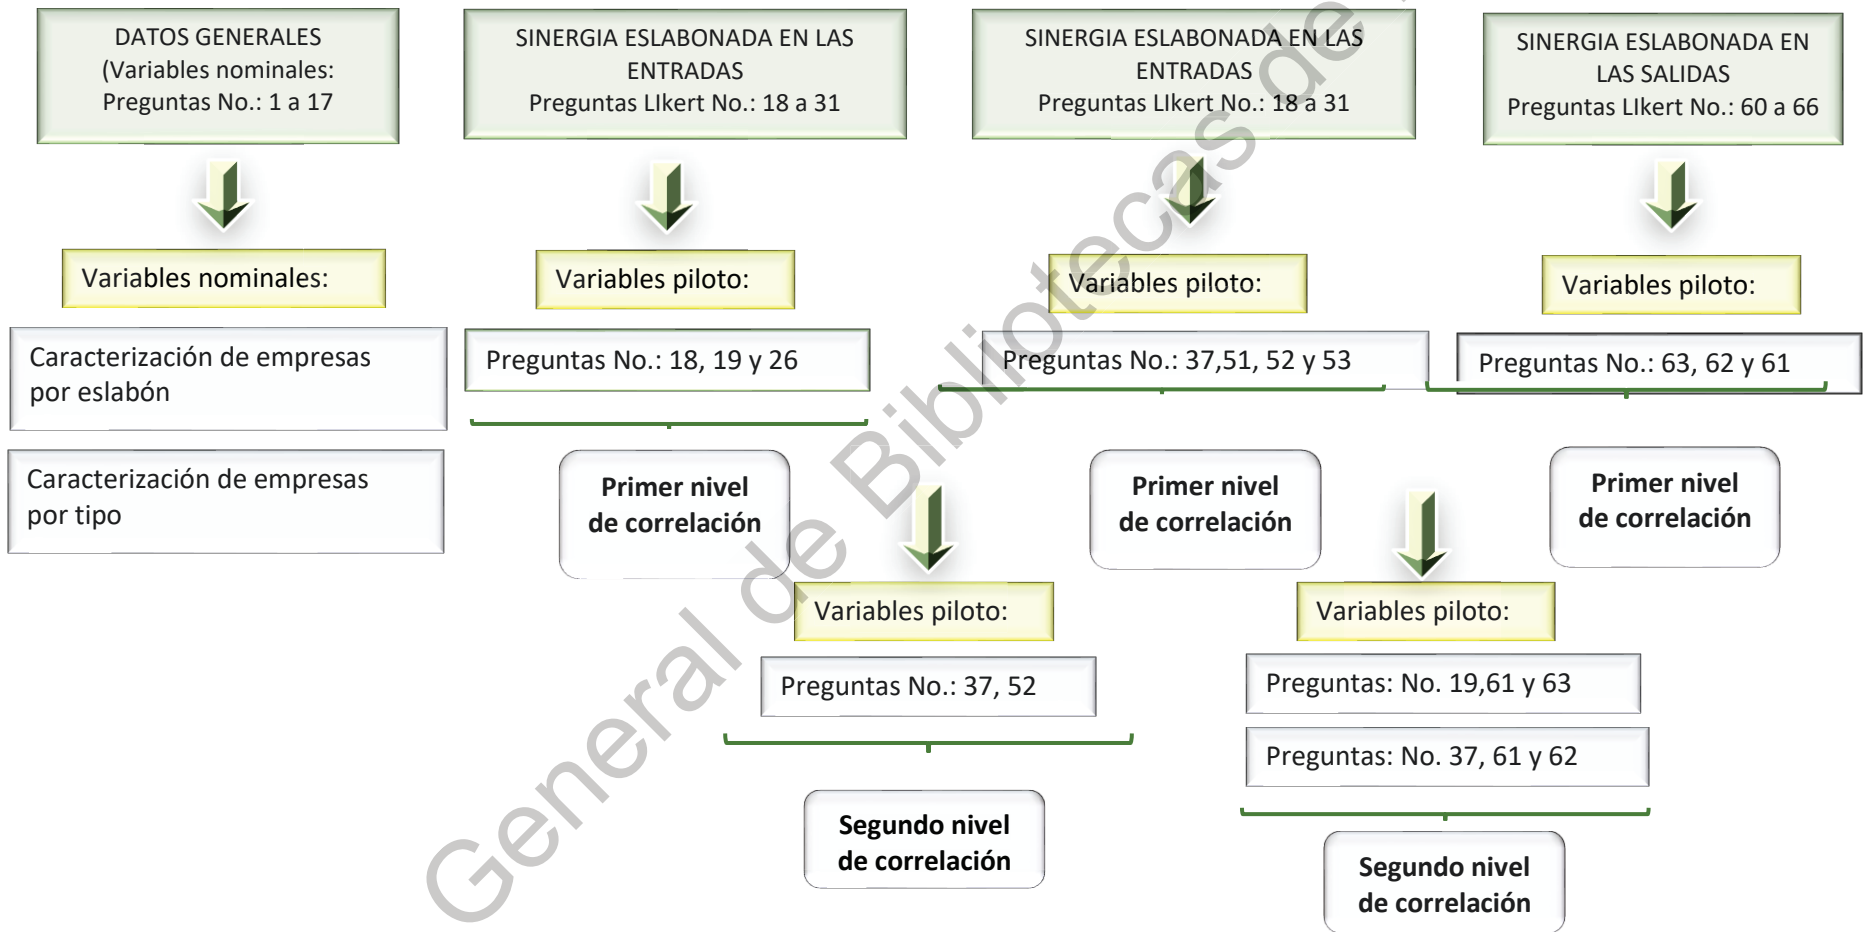 DATOS GENERALES
(Variables nominales:
Preguntas No.: 1 a 17
SINERGIA ESLABONADA EN LAS
ENTRADAS
Preguntas LIkert No.: 18 a 31
SINERGIA ESLABONADA EN LAS
ENTRADAS
Preguntas LIkert No.: 18 a 31
SINERGIA ESLABONADA EN
LAS SALIDAS
Preguntas LIkert No.: 60 a 66
Variables nominales:
Variables piloto:
Variables piloto:
Variables piloto:
Caracterización de empresas
por eslabón
Preguntas No.: 18, 19 y 26
Preguntas No.: 37,51, 52 y 53
Preguntas No.: 63, 62 y 61
Caracterización de empresas
por tipo
Primer nivel
de correlación
Primer nivel
de correlación
Primer nivel
de correlación
Variables piloto:
Variables piloto:
Preguntas No.: 37, 52
Preguntas: No. 19,61 y 63
Preguntas: No. 37, 61 y 62
Segundo nivel
de correlación
Segundo nivel
de correlación
General de Bibliotecas de